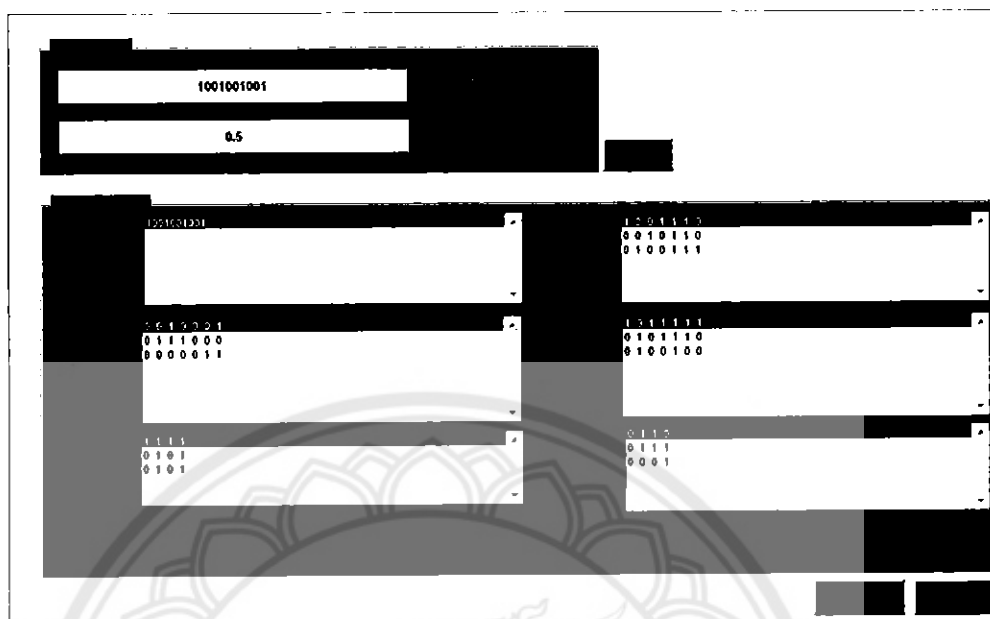 1001001001
0.5
1001001001
1 0 0 1 1 1 0
0 0 1 0 1 1 0
0 1 0 0 1 1 1
0 0 1 0 0 0 1
0 1 1 1 0 0 0
0 0 0 0 0 1 1
1 0 1 1 1 1 1
0 1 0 1 1 1 0
0 1 0 0 1 0 0
1 1 1 1
0 1 0 1
0 1 0 1
0 1 1 0
0 1 1 1
0 0 0 1